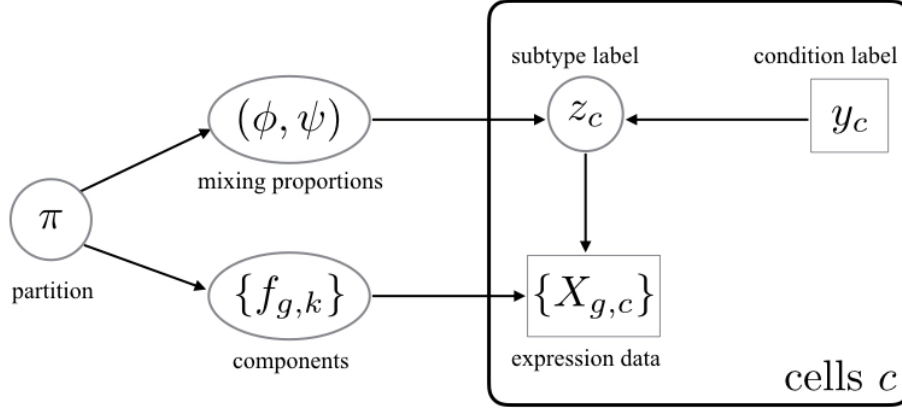 subtype label
condition label
(ϕ, ψ)
z_c
y_c
mixing proportions
π
partition
{f_{g,k}}
{X_{g,c}}
components
expression data
cells c